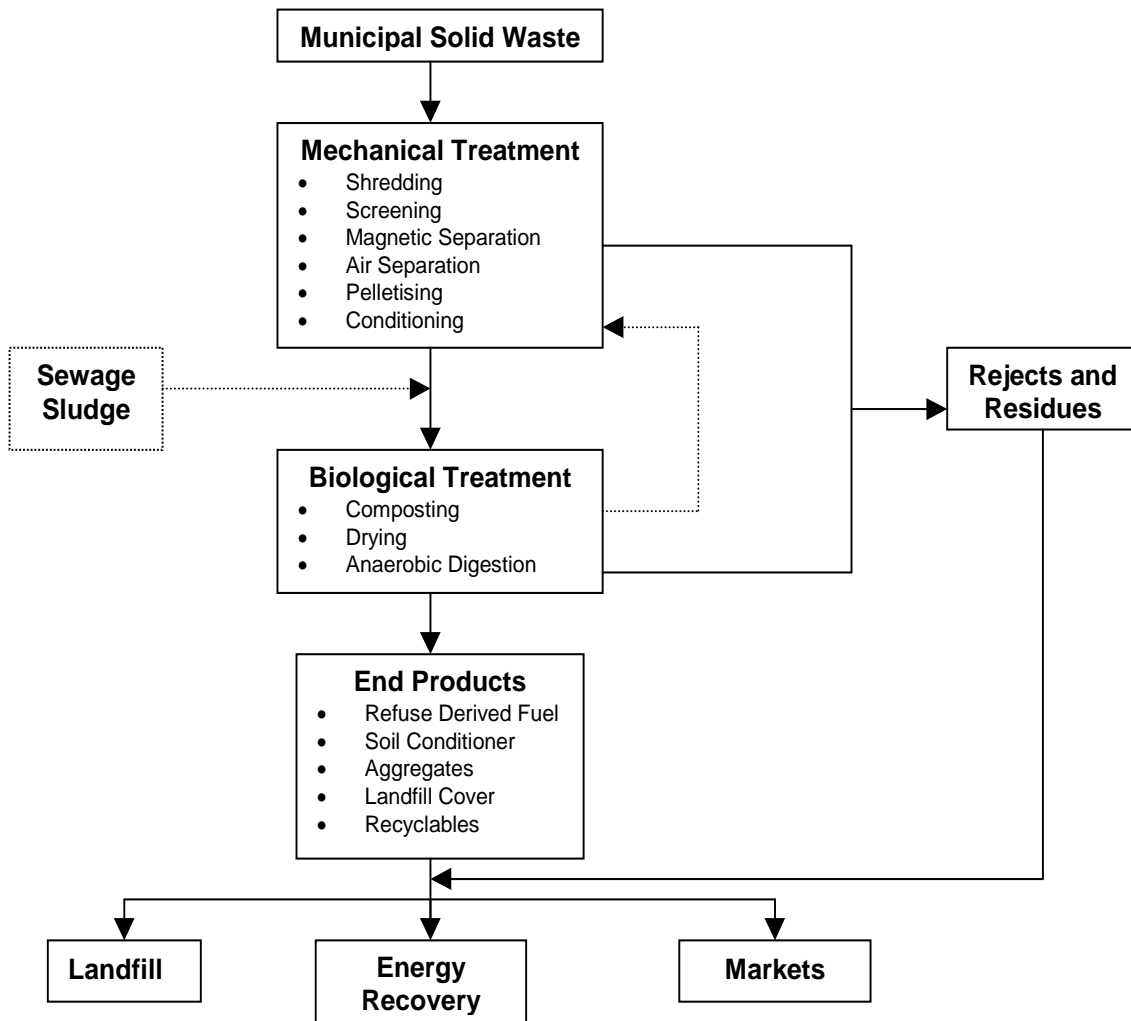 Municipal Solid Waste
Mechanical Treatment
• Shredding
• Screening
• Magnetic Separation
• Air Separation
• Pelletising
• Conditioning
Sewage
Sludge
Rejects and
Residues
Biological Treatment
• Composting
• Drying
• Anaerobic Digestion
End Products
• Refuse Derived Fuel
• Soil Conditioner
• Aggregates
• Landfill Cover
• Recyclables
Landfill
Energy
Recovery
Markets